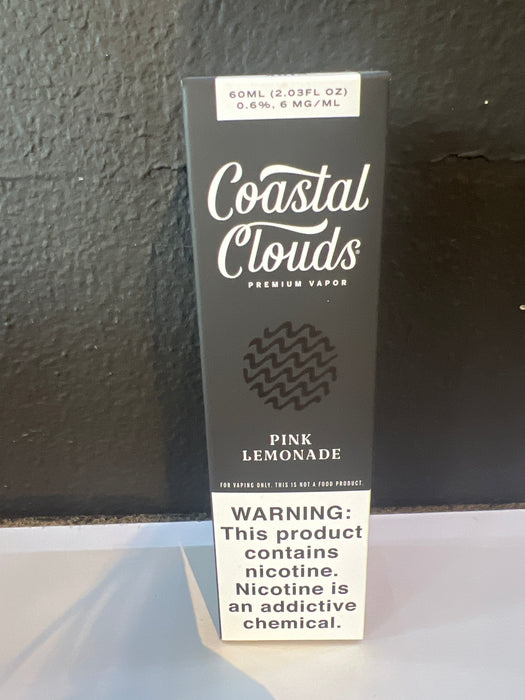 60ML (2.03FL OZ)
0.6%, 6 MG/ML
Coastal
Clouds
PREMIUM VAPOR
PINK
LEMONADE
FOR VAPING ONLY. THIS IS NOT A FOOD PRODUCT.
WARNING:
This product
contains
nicotine.
Nicotine is
an addictive
chemical.